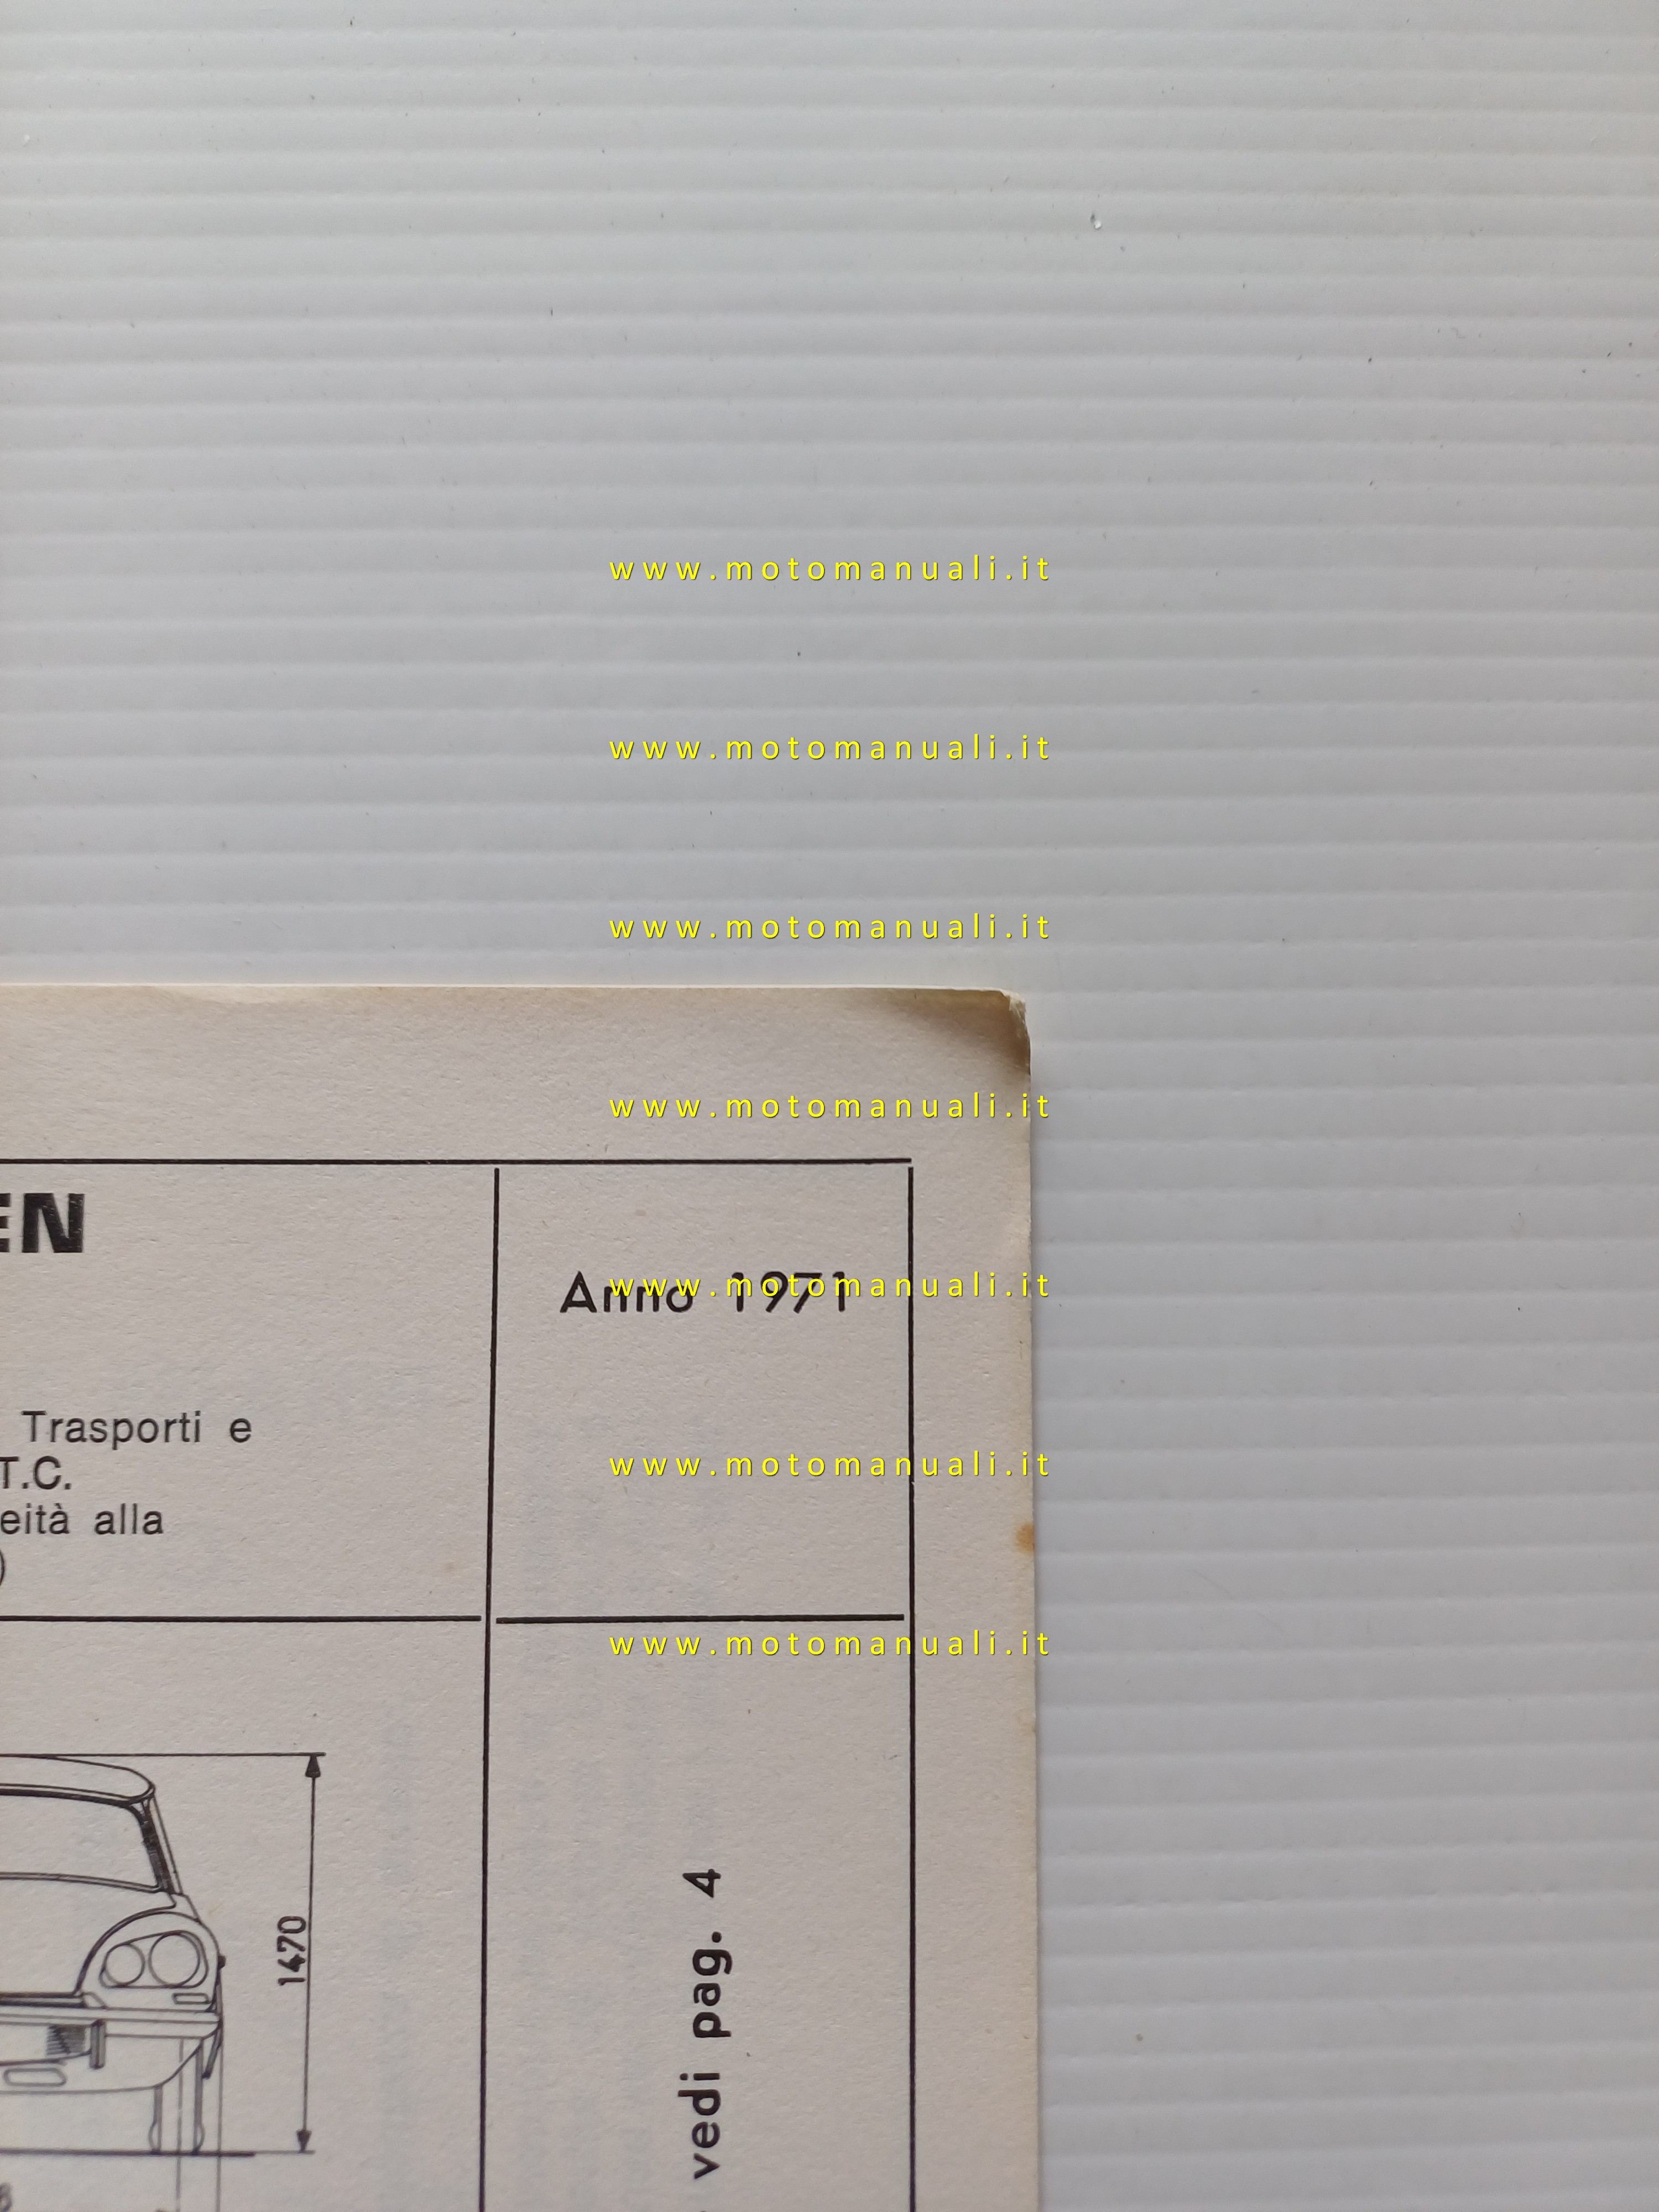 www.motomanuali.it
www.motomanuali.it
www.motomanuali.it
www.motomanuali.it
EN
Anno 1971
www.motomanuali.it
Trasporti e
T.C.
www.motomanuali.it
eità alla
)
www.motomanuali.it
1470
vedi pag. 4